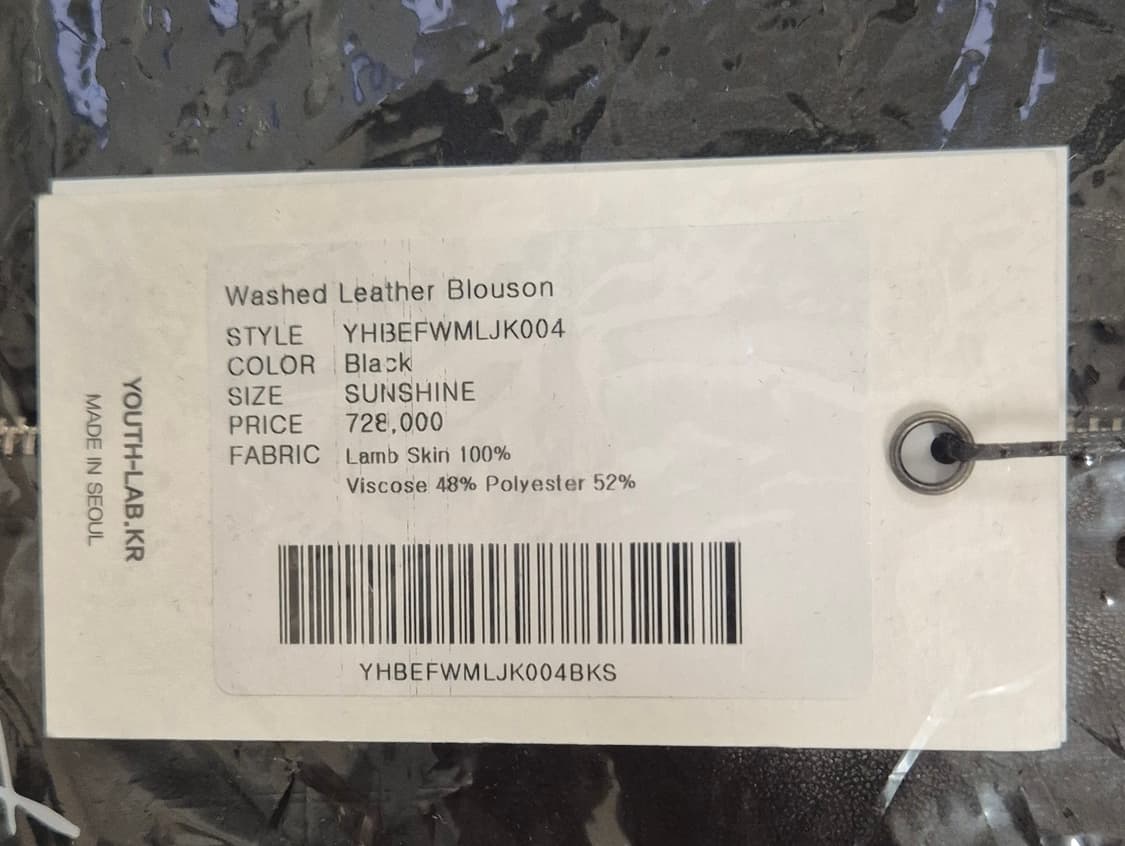 Washed Leather Blouson
STYLE YHBEFWMLJK004
COLOR Black
SIZE SUNSHINE
PRICE 728,000
FABRIC Lamb Skin 100%
Viscose 48% Polyester 52%
YHBEFWMLJK004BKS
YOUTH-LAB.KR
MADE IN SEOUL